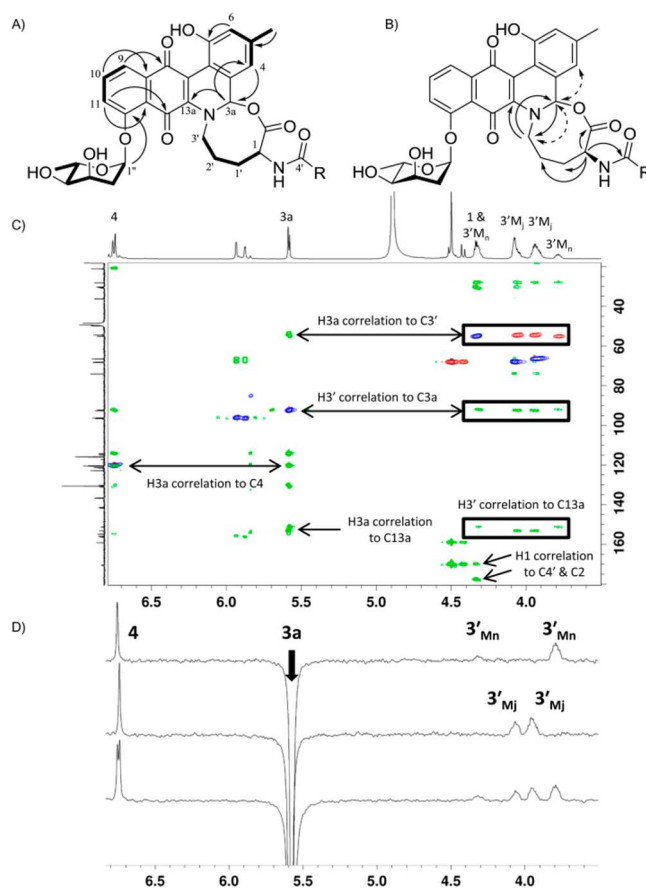 A)
B)
HO
6
O
9
10
4
11
13a
N
3a
O
O
O
O
3'
OH
HO
O
1"
2'
1'
1
N
H
4'
O
R
HO
O
O
N
O
O
O
O
OH
HO
O
N
H
O
R
C)
4
3a
1 &
3'Mn
3'Mj
3'Mj
3'Mn
H3a correlation to C3'
H3' correlation to C3a
H3a correlation to C4
H3a correlation
to C13a
H3' correlation to C13a
H1 correlation
to C4' & C2
40
60
80
100
120
140
160
6.5
6.0
5.5
5.0
4.5
4.0
D)
4
3a
3'Mn
3'Mn
3'Mj
3'Mj
6.5
6.0
5.5
5.0
4.5
4.0